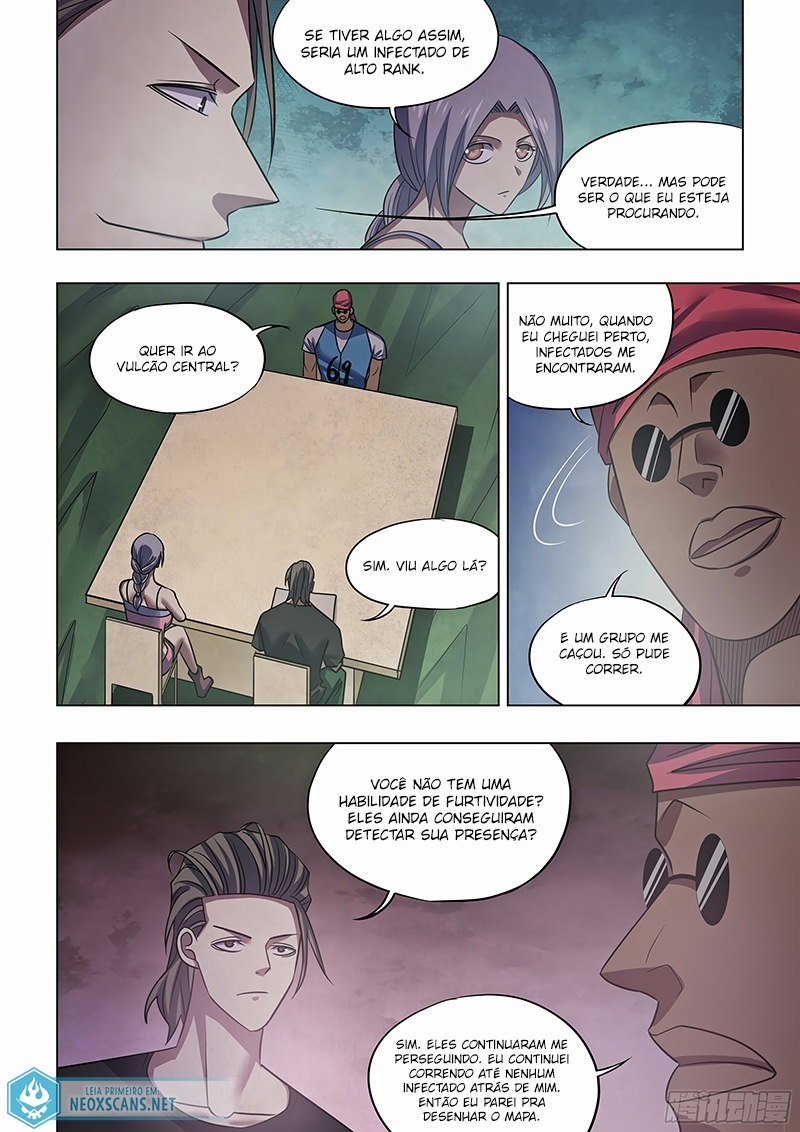 SE TIVER ALGO ASSIM,
SERIA UM INFECTADO DE
ALTO RANK.
VERDADE... MAS PODE
SER O QUE EU ESTEJA
PROCURANDO.
QUER IR AO
VULCÃO CENTRAL?
69
SIM. VIU ALGO LÁ?
NÃO MUITO, QUANDO
EU CHEGUEI PERTO,
INFECTADOS ME
ENCONTRARAM.
E UM GRUPO ME
CAÇOU. SÓ PUDE
CORRER.
VOCÊ NÃO TEM UMA
HABILIDADE DE FURTIVIDADE?
ELES AINDA CONSEGUIRAM
DETECTAR SUA PRESENÇA?
SIM. ELES CONTINUARAM ME
PERSEGUINDO. EU CONTINUEI
CORRENDO ATÉ NENHUM
INFECTADO ATRÁS DE MIM.
ENTÃO EU PAREI PRA
DESENHAR O MAPA.
LEIA PRIMEIRO EM:
NEOXSCANS.NET
腾讯动漫